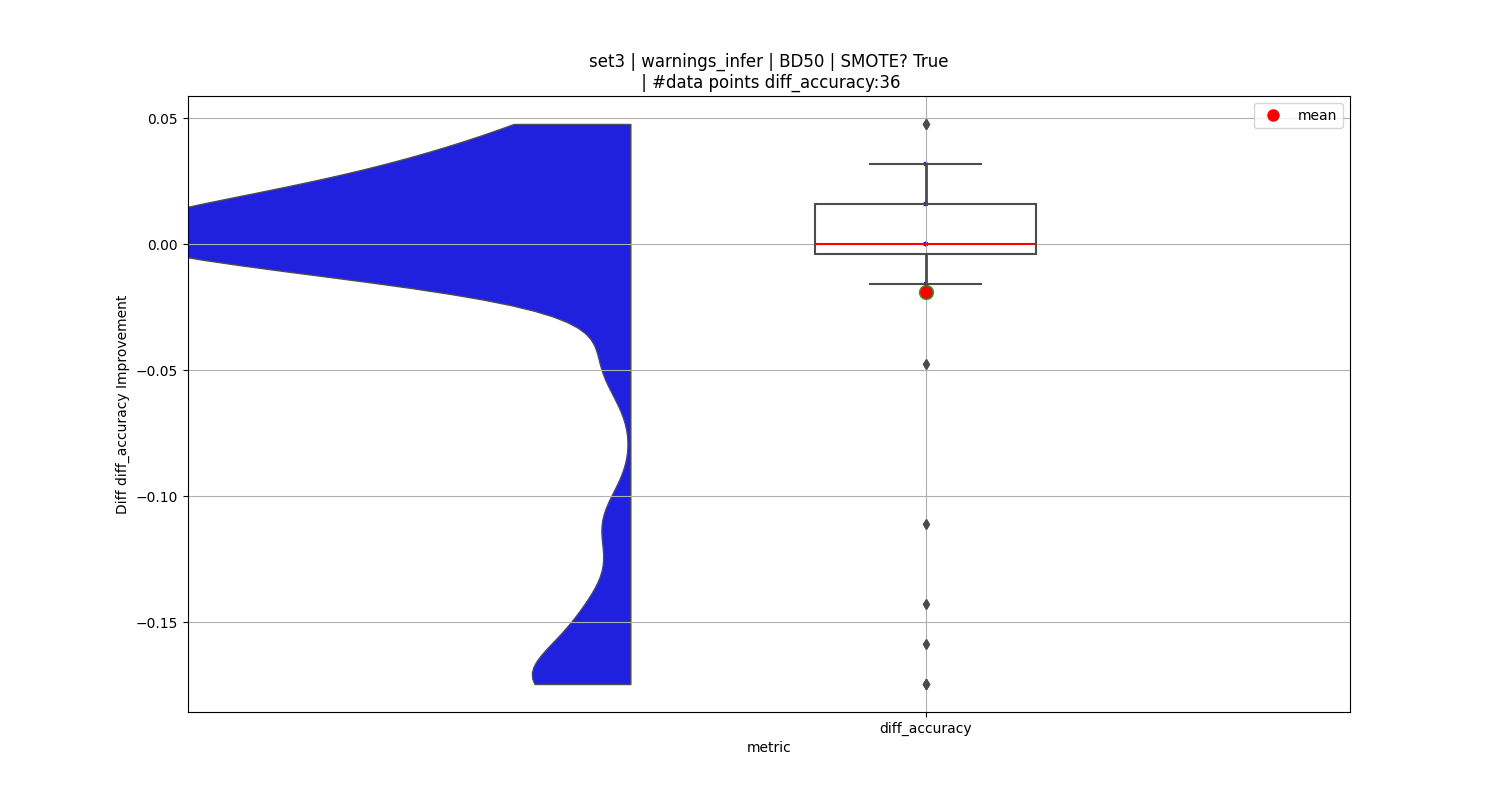 set3 | warnings_infer | BD50 | SMOTE? True
| #data points diff_accuracy:36
mean
0.05
0.00
−0.05
−0.10
−0.15
Diff diff_accuracy Improvement
diff_accuracy
metric